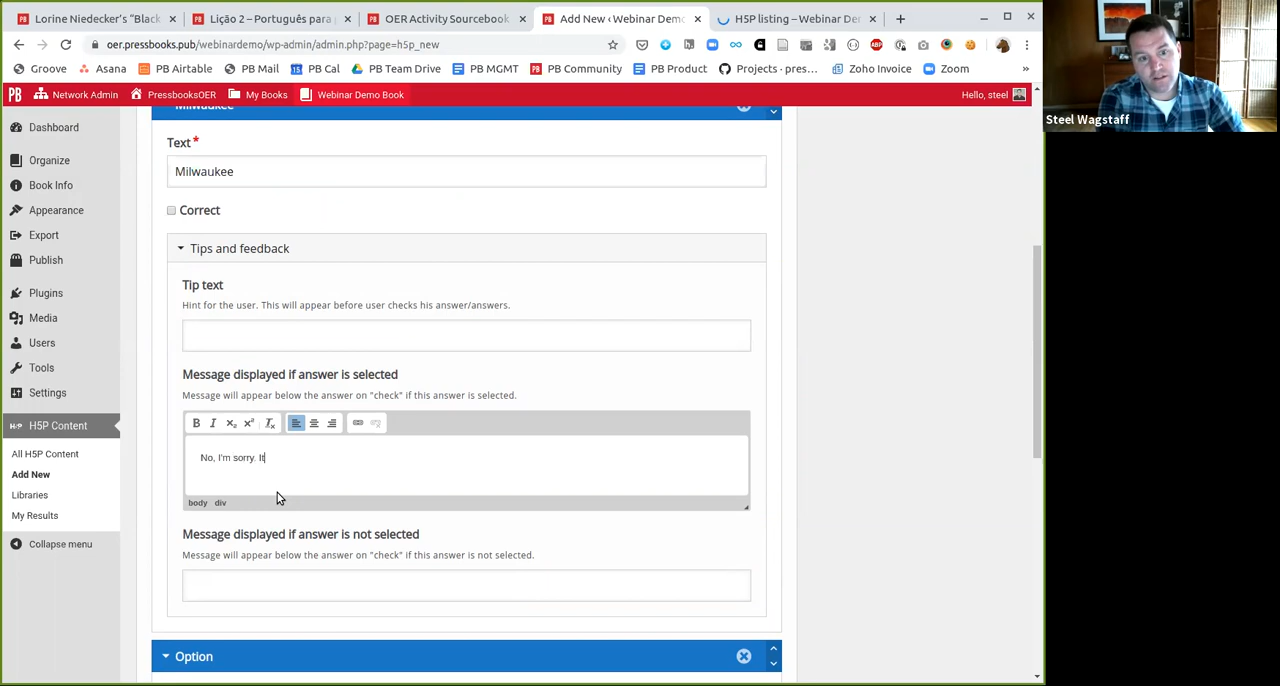 Lorine Niedecker's "Black
Lição 2 – Português para
OER Activity Sourcebook
Add New ‹ Webinar Demo
H5P listing – Webinar De
oer.pressbooks.pub/webinardemo/wp-admin/admin.php?page=h5p_new
Groove
Asana
PB Airtable
PB Mail
PB Cal
PB Team Drive
PB MGMT
PB Community
PB Product
Projects · pres...
Zoho Invoice
Zoom
»
Network Admin
PressbooksOER
My Books
Webinar Demo Book
Hello, steel
Steel Wagstaff
Dashboard
Organize
Book Info
Appearance
Export
Publish
Plugins
Media
Users
Tools
Settings
H5P Content
All H5P Content
Add New
Libraries
My Results
Collapse menu
Milwaukee
Text*
Milwaukee
Correct
Tips and feedback
Tip text
Hint for the user. This will appear before user checks his answer/answers.
Message displayed if answer is selected
Message will appear below the answer on "check" if this answer is selected.
No, I'm sorry. It
body div
Message displayed if answer is not selected
Message will appear below the answer on "check" if this answer is not selected.
Option